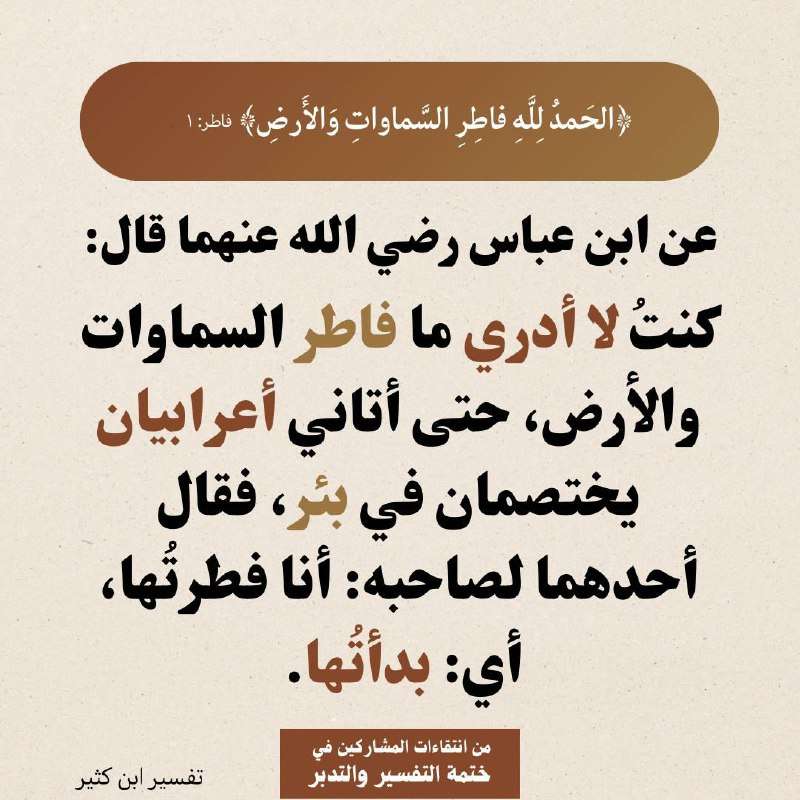 ﴿الحَمدُ لِلَّهِ فاطِرِ السَّماواتِ وَالأَرضِ﴾ فاطر: ١
عن ابن عباس رضي الله عنهما قال:
كنتُ لا أدري ما فاطر السماوات
والأرض، حتى أتاني أعرابيان
يختصمان في بئر، فقال
أحدهما لصاحبه: أنا فطرتُها،
أي: بدأتُها.
من انتقاءات المشاركين في
ختمة التفسير والتدبر
تفسير ابن كثير